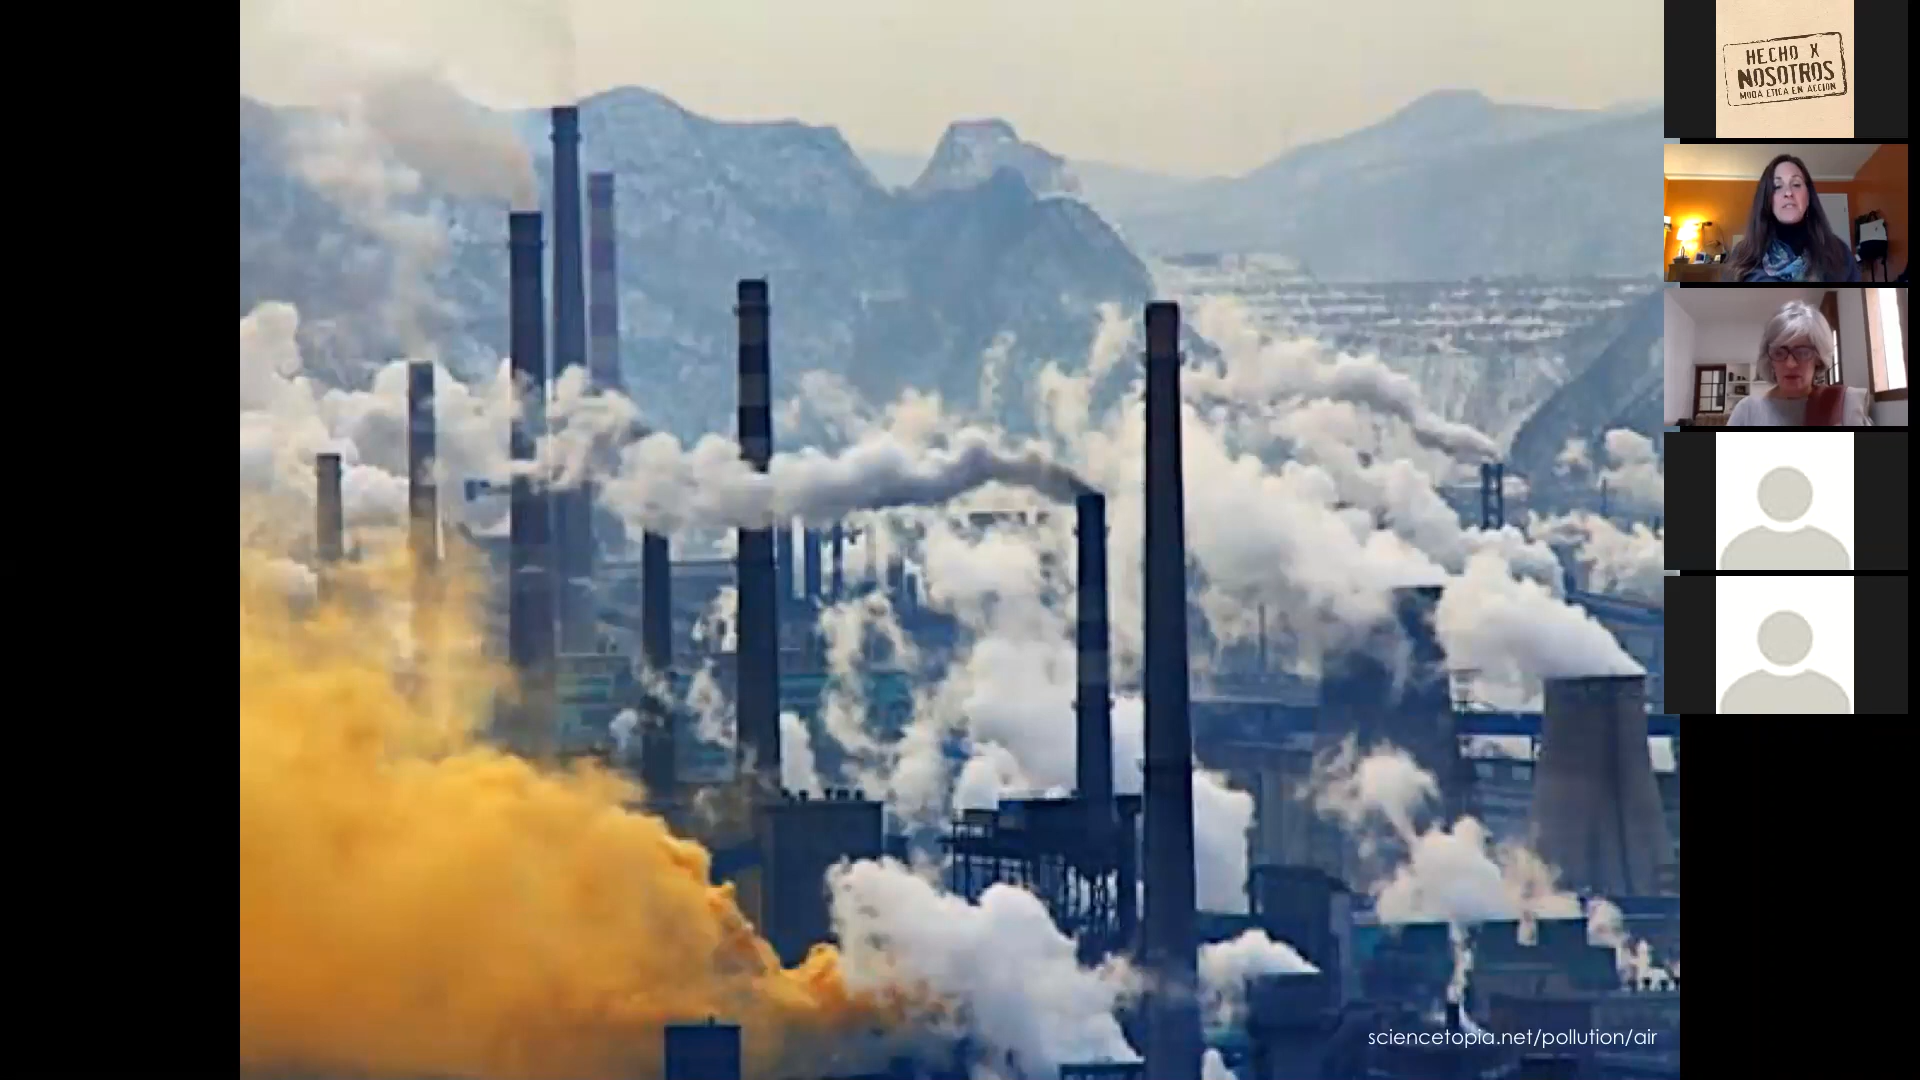 HECHO X
NOSOTROS
MODA ETICA EN ACCION
sciencetopia.net/pollution/air